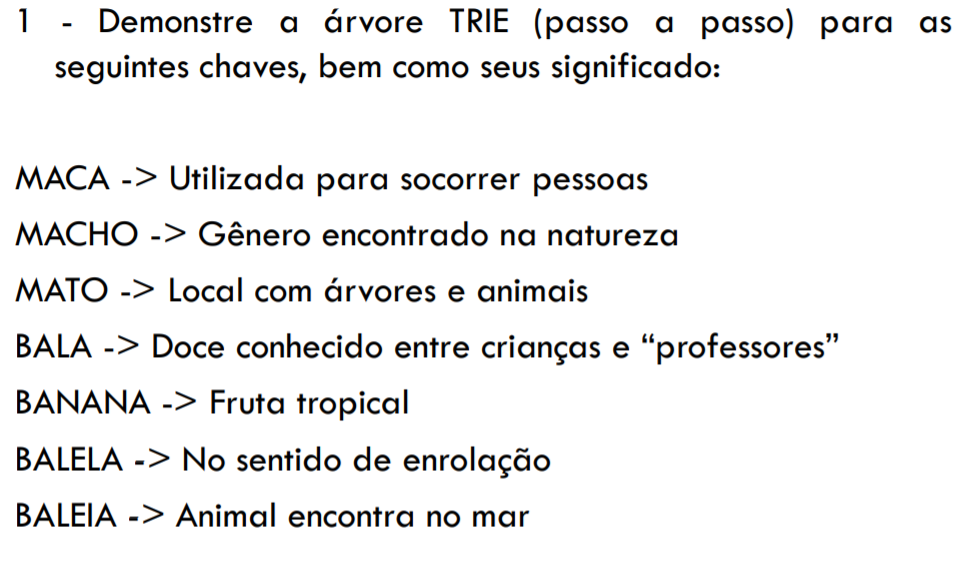 1 - Demonstre a árvore TRIE (passo a passo) para as
seguintes chaves, bem como seus significado:
MACA -> Utilizada para socorrer pessoas
MACHO -> Gênero encontrado na natureza
MATO -> Local com árvores e animais
BALA -> Doce conhecido entre crianças e “professores”
BANANA -> Fruta tropical
BALELA -> No sentido de enrolação
BALEIA -> Animal encontra no mar